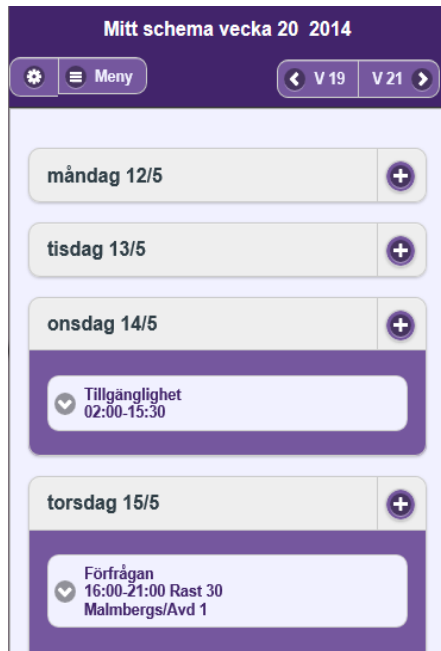 Mitt schema vecka 20 2014
Meny
V 19
V 21
måndag 12/5
tisdag 13/5
onsdag 14/5
Tillgänglighet
02:00-15:30
torsdag 15/5
Förfrågan
16:00-21:00 Rast 30
Malmbergs/Avd 1